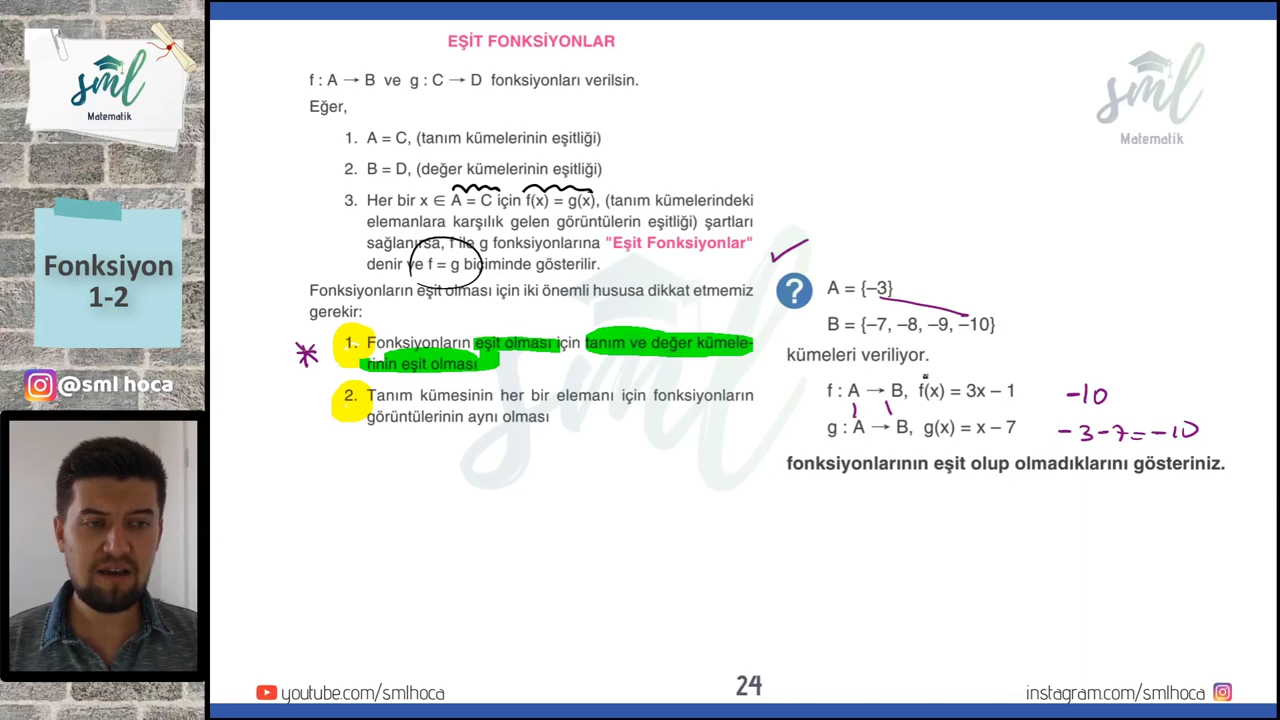 sml
Matematik
Fonksiyon
1-2
@sml hoca
EŞİT FONKSİYONLAR
f : A → B ve g : C → D fonksiyonları verilsin.
Eğer,
1. A = C, (tanım kümelerinin eşitliği)
2. B = D, (değer kümelerinin eşitliği)
3. Her bir x ∈ A = C için f(x) = g(x), (tanım kümelerindeki
elemanlara karşılık gelen görüntülerin eşitliği) şartları
sağlanırsa, f ile g fonksiyonlarına "Eşit Fonksiyonlar"
denir ve f = g biçiminde gösterilir.
Fonksiyonların eşit olması için iki önemli hususa dikkat etmemiz
gerekir:
1. Fonksiyonların eşit olması için tanım ve değer kümele-
rinin eşit olması
2. Tanım kümesinin her bir elemanı için fonksiyonların
görüntülerinin aynı olması
sml
Matematik
?
A = {–3}
B = {–7, –8, –9, –10}
kümeleri veriliyor.
f : A → B, f(x) = 3x – 1 -10
g : A → B, g(x) = x – 7 -3-7=-10
fonksiyonlarının eşit olup olmadıklarını gösteriniz.
youtube.com/smlhoca
24
instagram.com/smlhoca